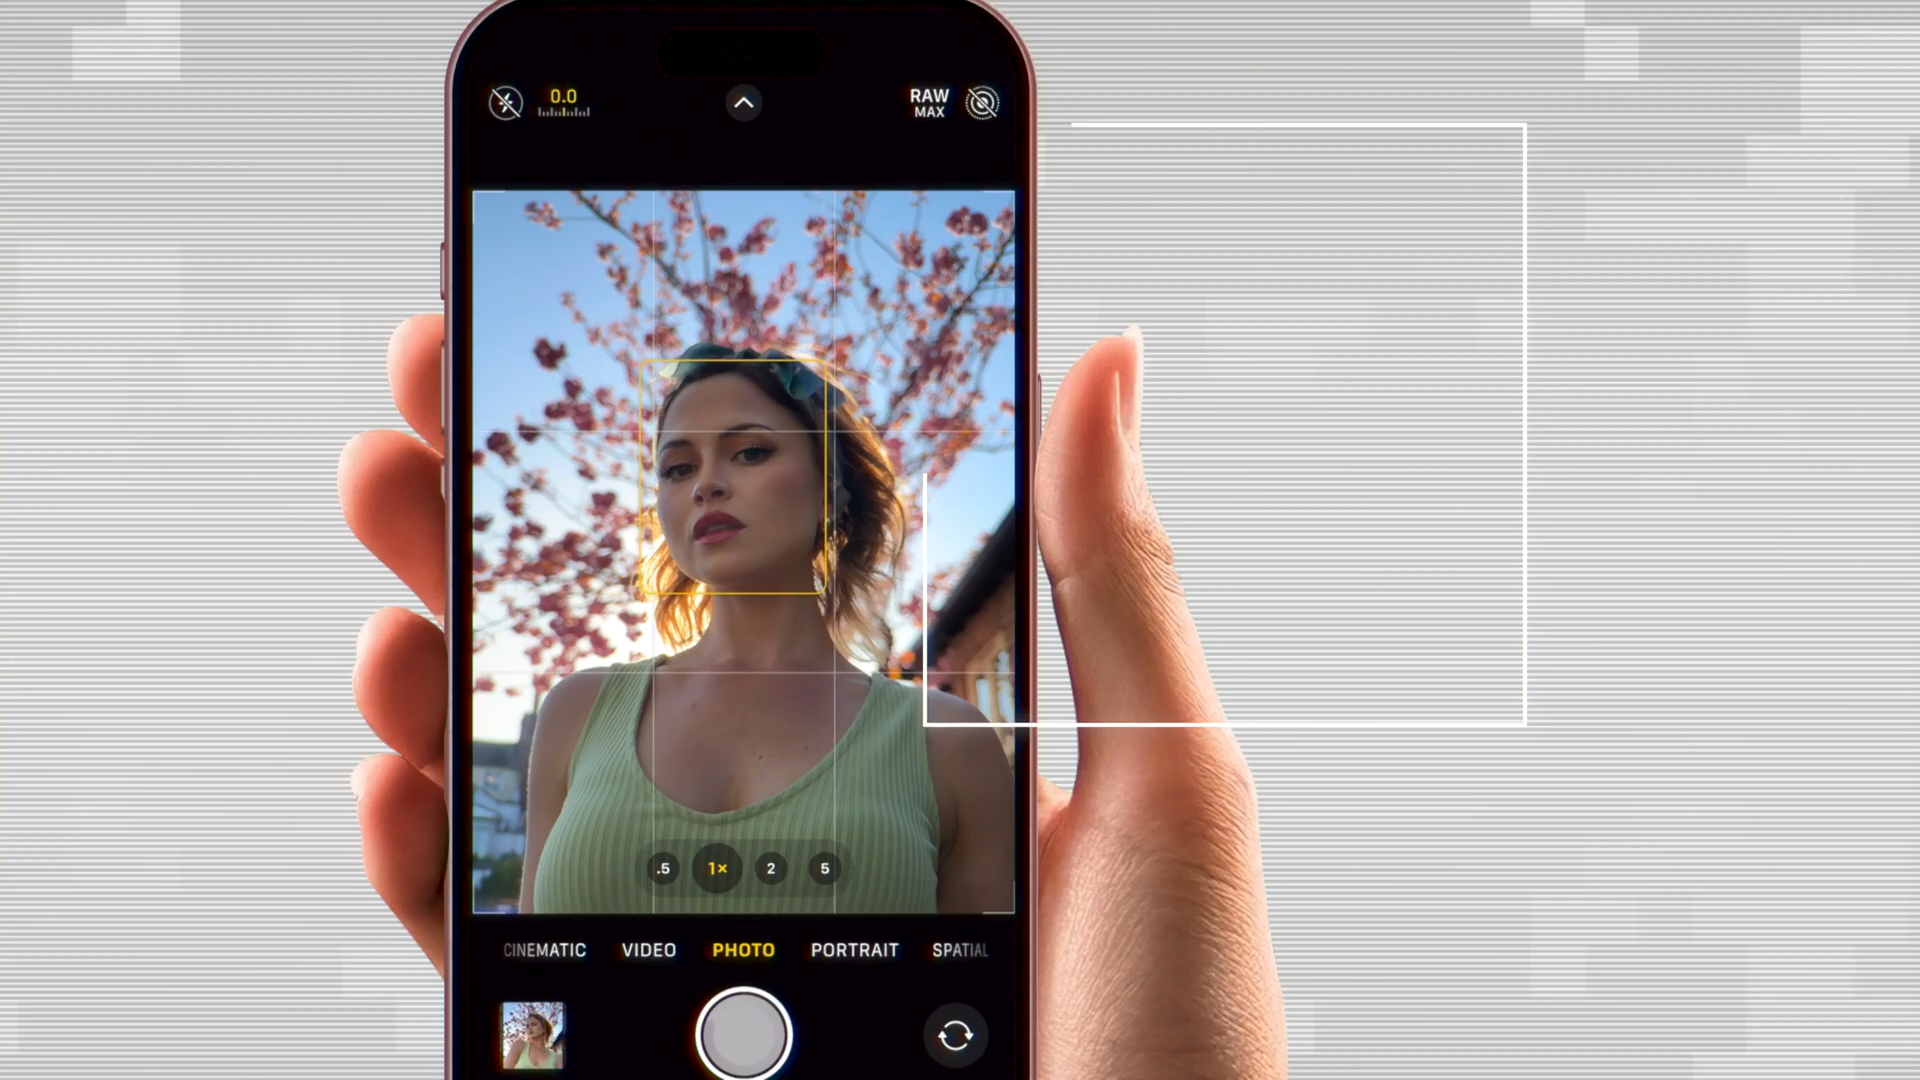 0.0
RAW
MAX
.5 1× 2 5
CINEMATIC VIDEO PHOTO PORTRAIT SPATIAL